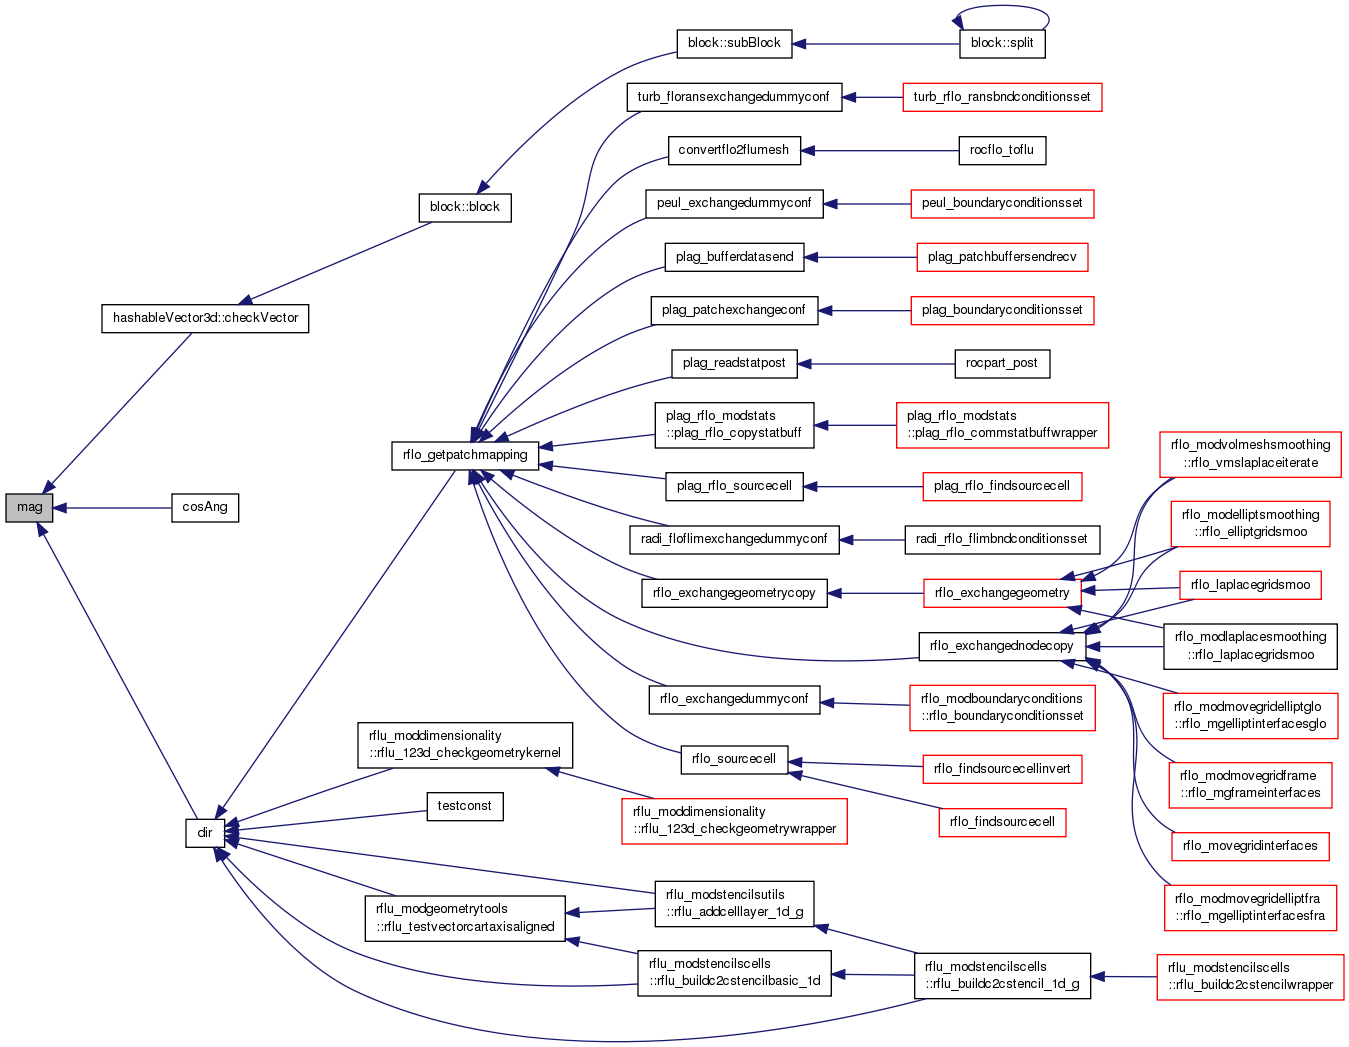 block::subBlock
block::split
turb_floransexchangedummyconf
turb_rflo_ransbndconditionsset
convertflo2flumesh
rocflo_toflu
block::block
peul_exchangedummyconf
peul_boundaryconditionsset
plag_bufferdatasend
plag_patchbuffersendrecv
hashableVector3d::checkVector
plag_patchexchangeconf
plag_boundaryconditionsset
plag_readstatpost
rocpart_post
plag_rflo_modstats
::plag_rflo_copystatbuff
plag_rflo_modstats
::plag_rflo_commstatbuffwrapper
rflo_getpatchmapping
rflo_modvolmeshsmoothing
::rflo_vmslaplaceiterate
plag_rflo_sourcecell
plag_rflo_findsourcecell
mag
cosAng
rflo_modelliptsmoothing
::rflo_elliptgridsmoo
radi_floflimexchangedummyconf
radi_rflo_flimbndconditionsset
rflo_exchangegeometrycopy
rflo_exchangegeometry
rflo_laplacegridsmoo
rflo_exchangednodecopy
rflo_modlaplacesmoothing
::rflo_laplacegridsmoo
rflo_exchangedummyconf
rflo_modboundaryconditions
::rflo_boundaryconditionsset
rflo_modmovegridelliptglo
::rflo_mgelliptinterfacesglo
rflu_moddimensionality
::rflu_123d_checkgeometrykernel
rflo_sourcecell
rflo_findsourcecellinvert
rflo_modmovegridframe
::rflo_mgframeinterfaces
testconst
rflu_moddimensionality
::rflu_123d_checkgeometrywrapper
rflo_findsourcecell
dir
rflo_movegridinterfaces
rflu_modgeometrytools
::rflu_testvectorcartaxisaligned
rflu_modstencilsutils
::rflu_addcelllayer_1d_g
rflo_modmovegridelliptfra
::rflo_mgelliptinterfacesfra
rflu_modstencilscells
::rflu_buildc2cstencilbasic_1d
rflu_modstencilscells
::rflu_buildc2cstencil_1d_g
rflu_modstencilscells
::rflu_buildc2cstencilwrapper